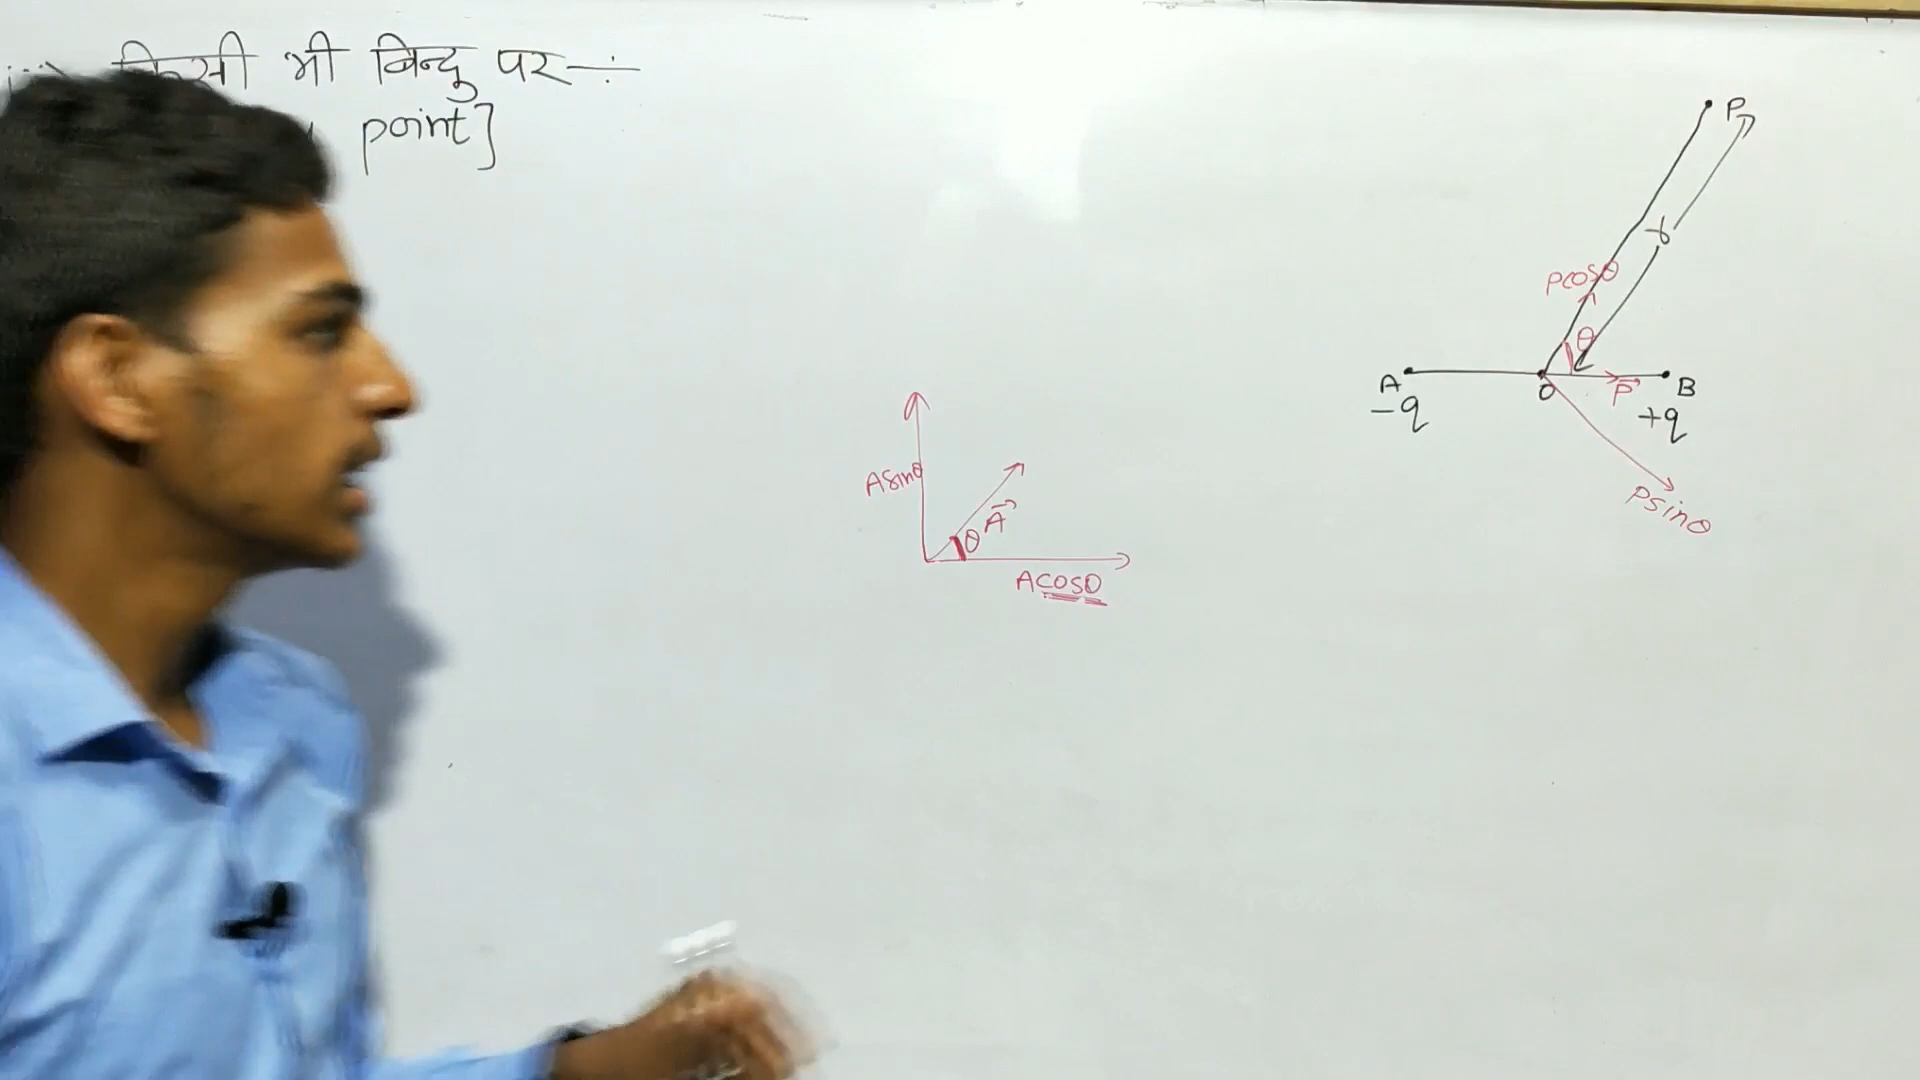 किसी भी बिन्दु पर –÷
point]
P
r
Pcosθ
θ
A
O
P⃗
B
-q
+q
Psinθ
Asinθ
A⃗
θ
Acosθ